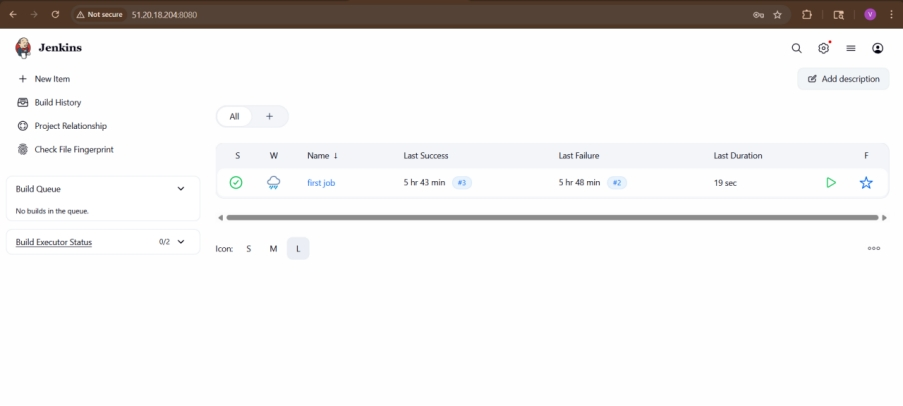 Not secure 51.20.18.204:8080
V
Jenkins
New Item
Add description
Build History
Project Relationship
Check File Fingerprint
All +
S W Name ↓ Last Success Last Failure Last Duration F
first job 5 hr 43 min #3 5 hr 48 min #2 19 sec
Build Queue
No builds in the queue.
Build Executor Status 0/2
Icon: S M L